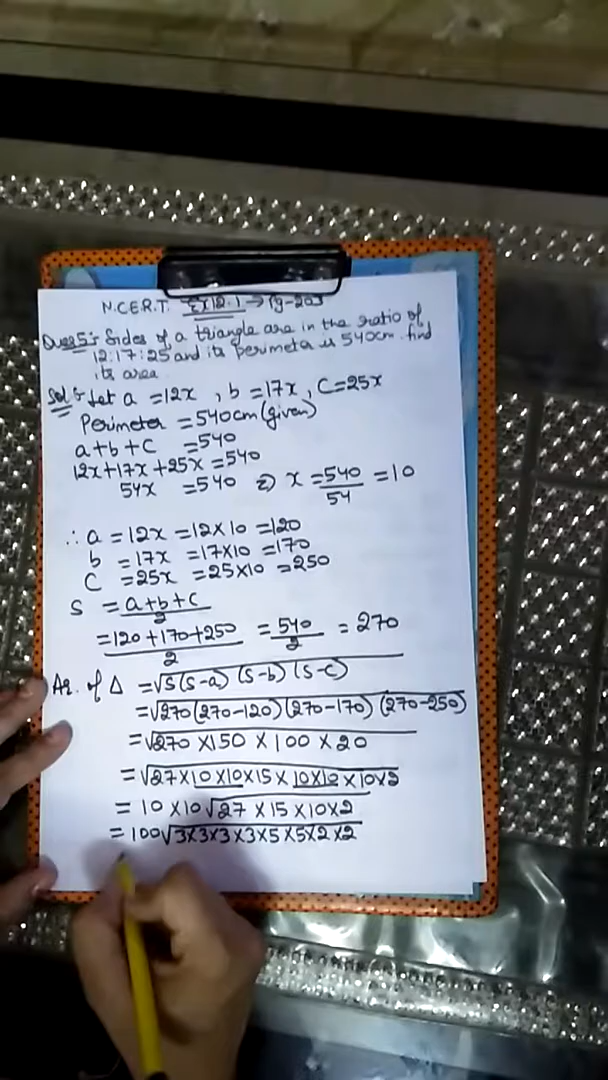 N.C.E.R.T. Ex 12.1 → Pg-203
Ques5:- Sides of a triangle are in the ratio of
12:17:25 and its perimeter is 540cm. find
its area
Sol:- Let a = 12x , b = 17x , C = 25x
Perimeter = 540 cm (given)
a+b+c = 540
12x+17x+25x = 540
54x = 540 ⇒ x = 540/54 = 10
∴ a = 12x = 12×10 = 120
b = 17x = 17×10 = 170
C = 25x = 25×10 = 250
S = a+b+c/2
= 120+170+250/2 = 540/2 = 270
Ar. of Δ = √S(S-a) (S-b) (S-c)
= √270(270-120)(270-170) (270-250)
= √270 ×150 × 100 × 20
= √27×10×10×15× 10×10 ×10×2
= 10 ×10 √27 ×15 ×10×2
= 100√3×3×3×3×5×5×2×2